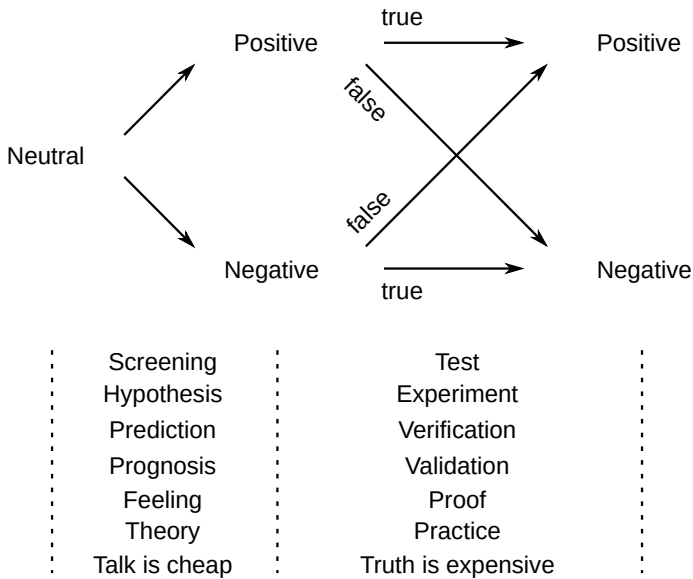 true
Positive
Positive
false
Neutral
false
Negative
Negative
true
Screening
Test
Hypothesis
Experiment
Prediction
Verification
Prognosis
Validation
Feeling
Proof
Theory
Practice
Talk is cheap
Truth is expensive